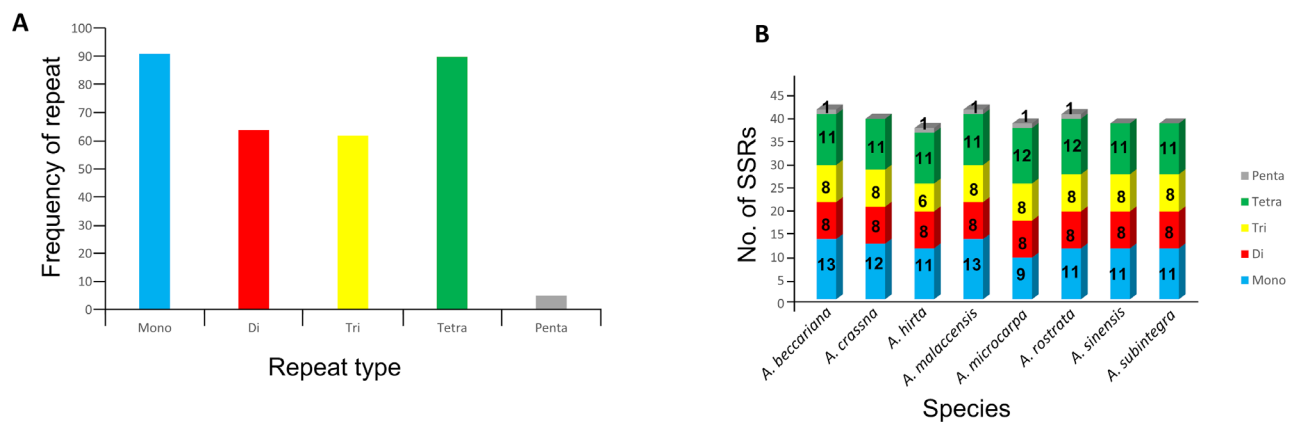 A
Frequency of repeat
100
90
80
70
60
50
40
30
20
10
0
Mono Di Tri Tetra Penta
Repeat type
B
No. of SSRs
45
40
35
30
25
20
15
10
5
0
1 1 1 1 1
11 11 11 11 12 12 11 11
8 8 6 8 8 8 8 8
8 8 8 8 8 8 8 8
13 12 11 13 9 11 11 11
A. beccariana
A. crassna
A. hirta
A. malaccensis
A. microcarpa
A. rostrata
A. sinensis
A. subintegra
Species
Penta
Tetra
Tri
Di
Mono